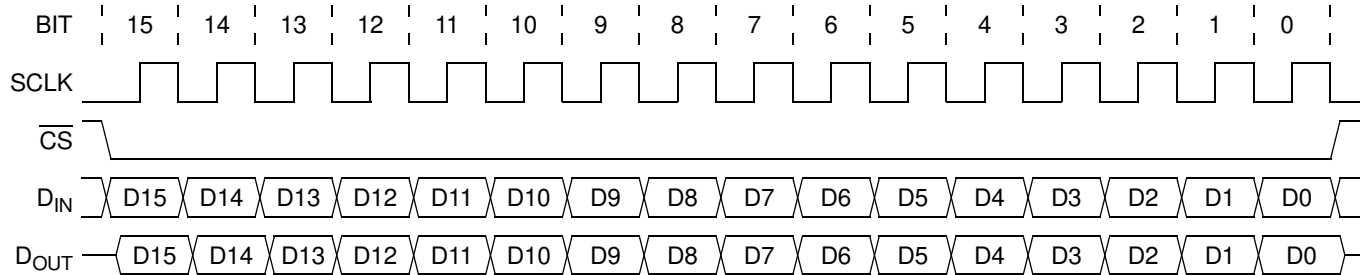 BIT 15 14 13 12 11 10 9 8 7 6 5 4 3 2 1 0
SCLK
CS
DIN D15 D14 D13 D12 D11 D10 D9 D8 D7 D6 D5 D4 D3 D2 D1 D0
DOUT D15 D14 D13 D12 D11 D10 D9 D8 D7 D6 D5 D4 D3 D2 D1 D0